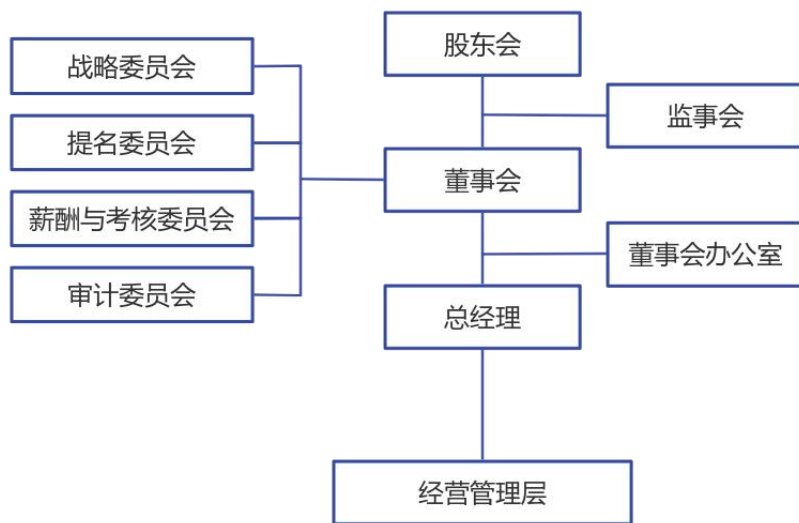 股东会
战略委员会
监事会
提名委员会
董事会
薪酬与考核委员会
董事会办公室
审计委员会
总经理
经营管理层